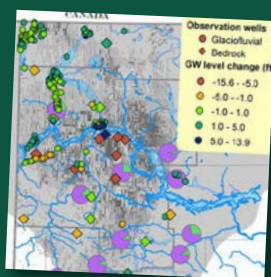 CANADA
Observation wells
Glaciofluvial
Bedrock
GW level change (ft
-15.6 - -5.0
-5.0 - -1.0
-1.0 - 1.0
1.0 - 5.0
5.0 - 13.9